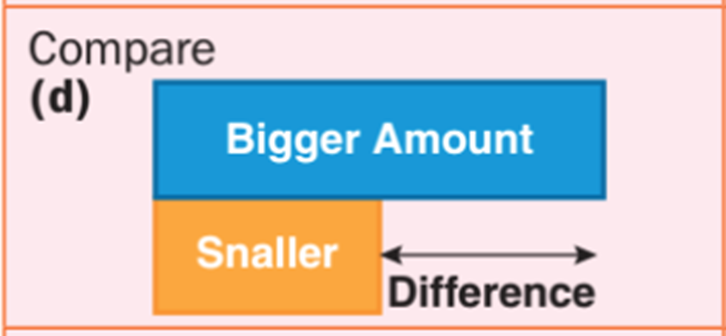 Compare
(d)
Bigger Amount
Snaller
Difference